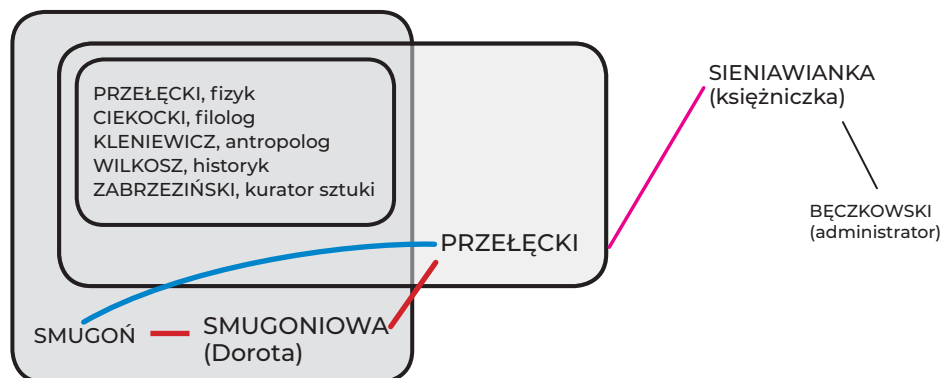 PRZEŁĘCKI, fizyk
CIEKOCKI, filolog
KLENIEWICZ, antropolog
WILKOSZ, historyk
ZABRZEZIŃSKI, kurator sztuki
SIENIAWIANKA
(księżniczka)
BĘCZKOWSKI
(administrator)
PRZEŁĘCKI
SMUGOŃ
SMUGONIOWA
(Dorota)